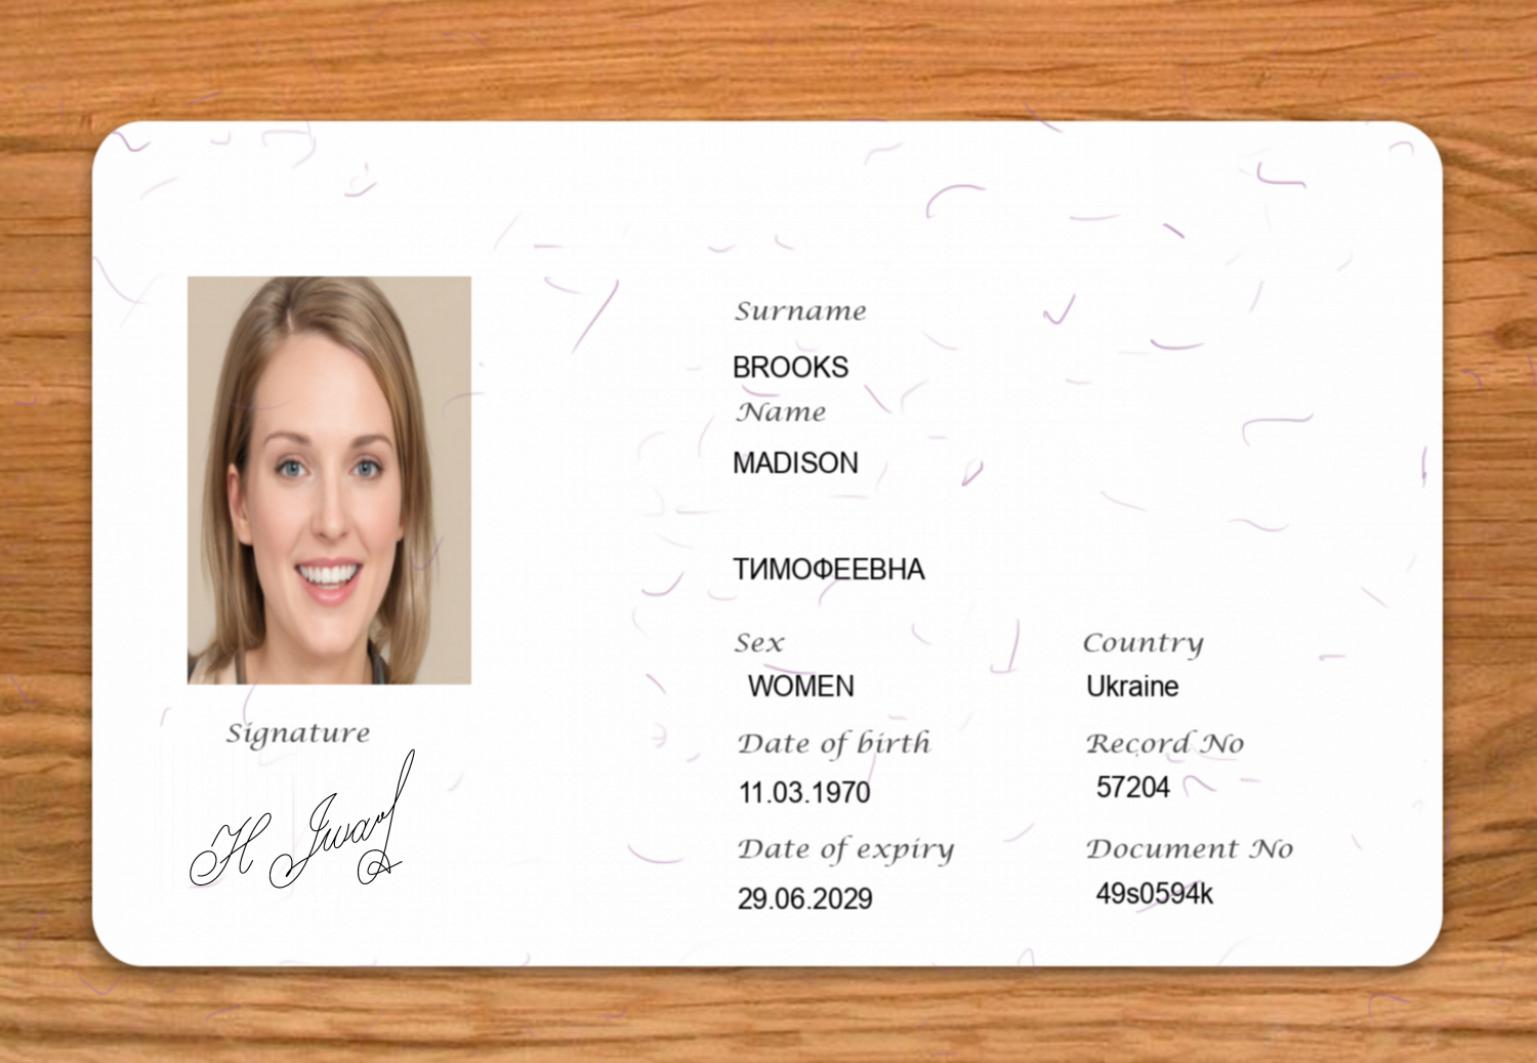 Surname
BROOKS
Name
MADISON
ТИМОФЕЕВНА
Sex
Country
WOMEN
Ukraine
Date of birth
Record No
11.03.1970
57204
Date of expiry
Document No
29.06.2029
49s0594k
Signature